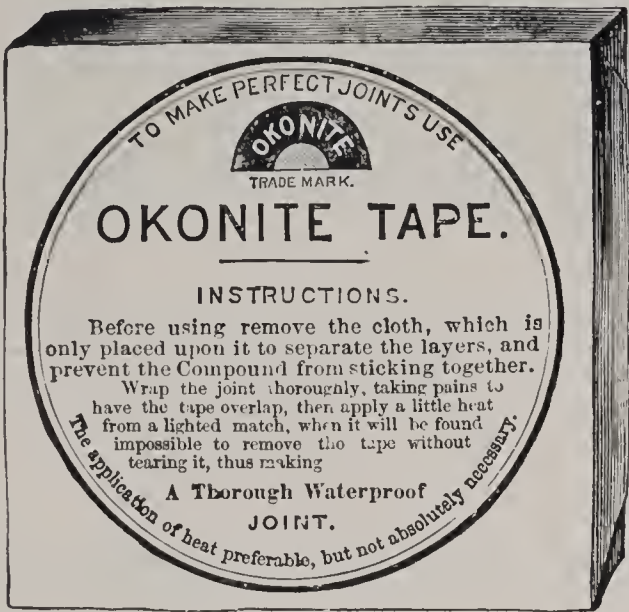 TO MAKE PERFECT JOINTS USE
OKONITE
TRADE MARK.
OKONITE TAPE.
INSTRUCTIONS.
Before using remove the cloth, which is
only placed upon it to separate the layers, and
prevent the Compound from sticking together.
Wrap the joint thoroughly, taking pains to
have the tape overlap, then apply a little heat
from a lighted match, when it will be found
impossible to remove the tape without
tearing it, thus making
A Thorough Waterproof
JOINT.
The application of heat preferable, but not absolutely necessary.